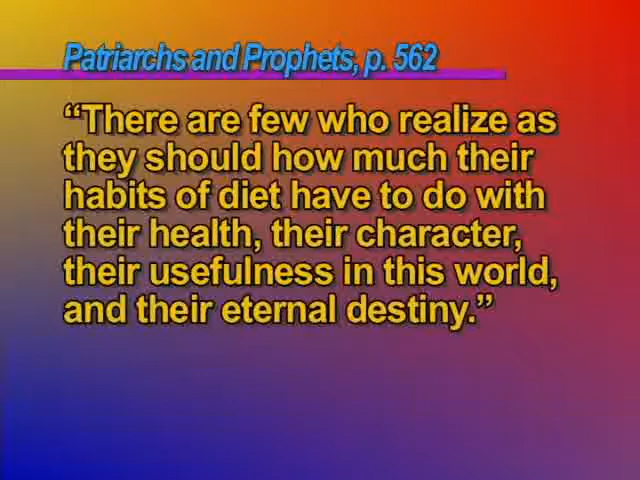 Patriarchs and Prophets, p. 562
“There are few who realize as
they should how much their
habits of diet have to do with
their health, their character,
their usefulness in this world,
and their eternal destiny.”